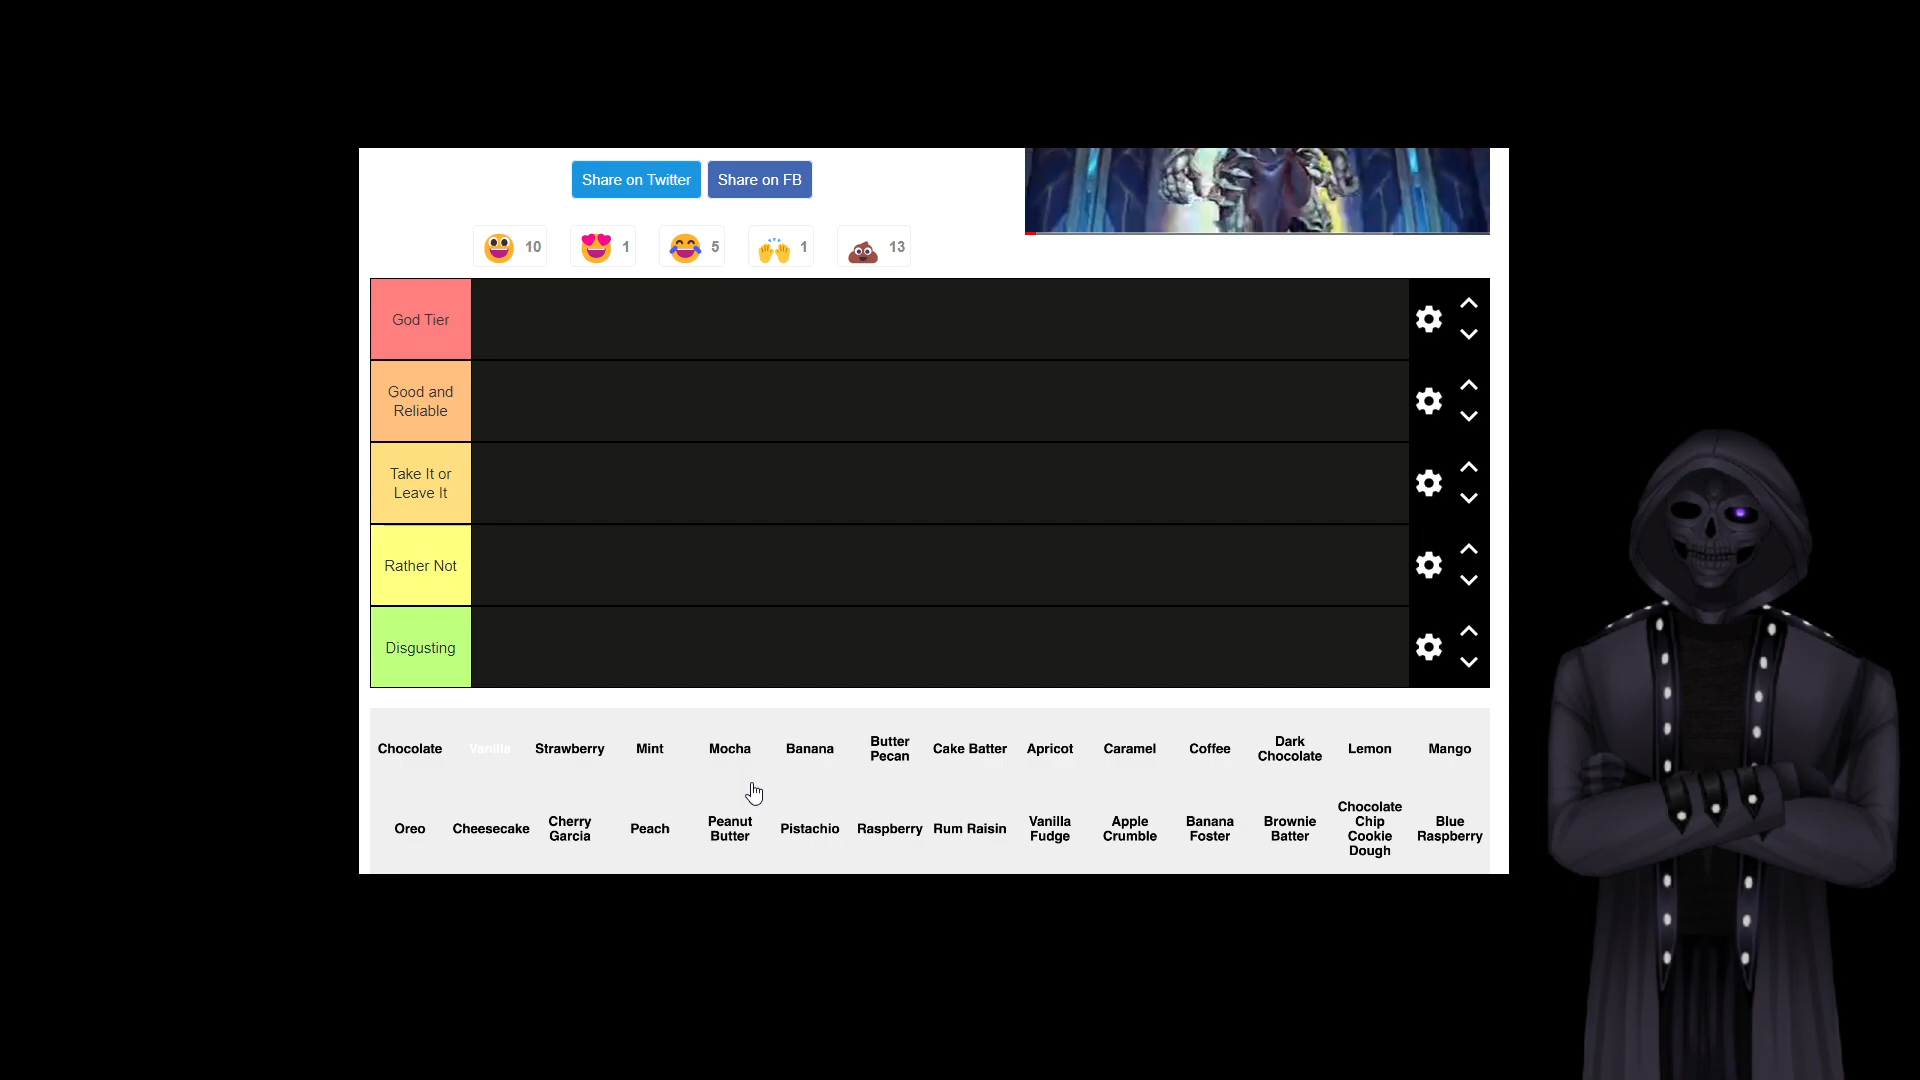 Share on Twitter Share on FB
10 1 5 1 13
God Tier
Good and
Reliable
Take It or
Leave It
Rather Not
Disgusting
Chocolate Vanilla Strawberry Mint Mocha Banana Butter Pecan Cake Batter Apricot Caramel Coffee Dark Chocolate Lemon Mango
Oreo Cheesecake Cherry Garcia Peach Peanut Butter Pistachio Raspberry Rum Raisin Vanilla Fudge Apple Crumble Banana Foster Brownie Batter Chocolate Chip Cookie Dough Blue Raspberry